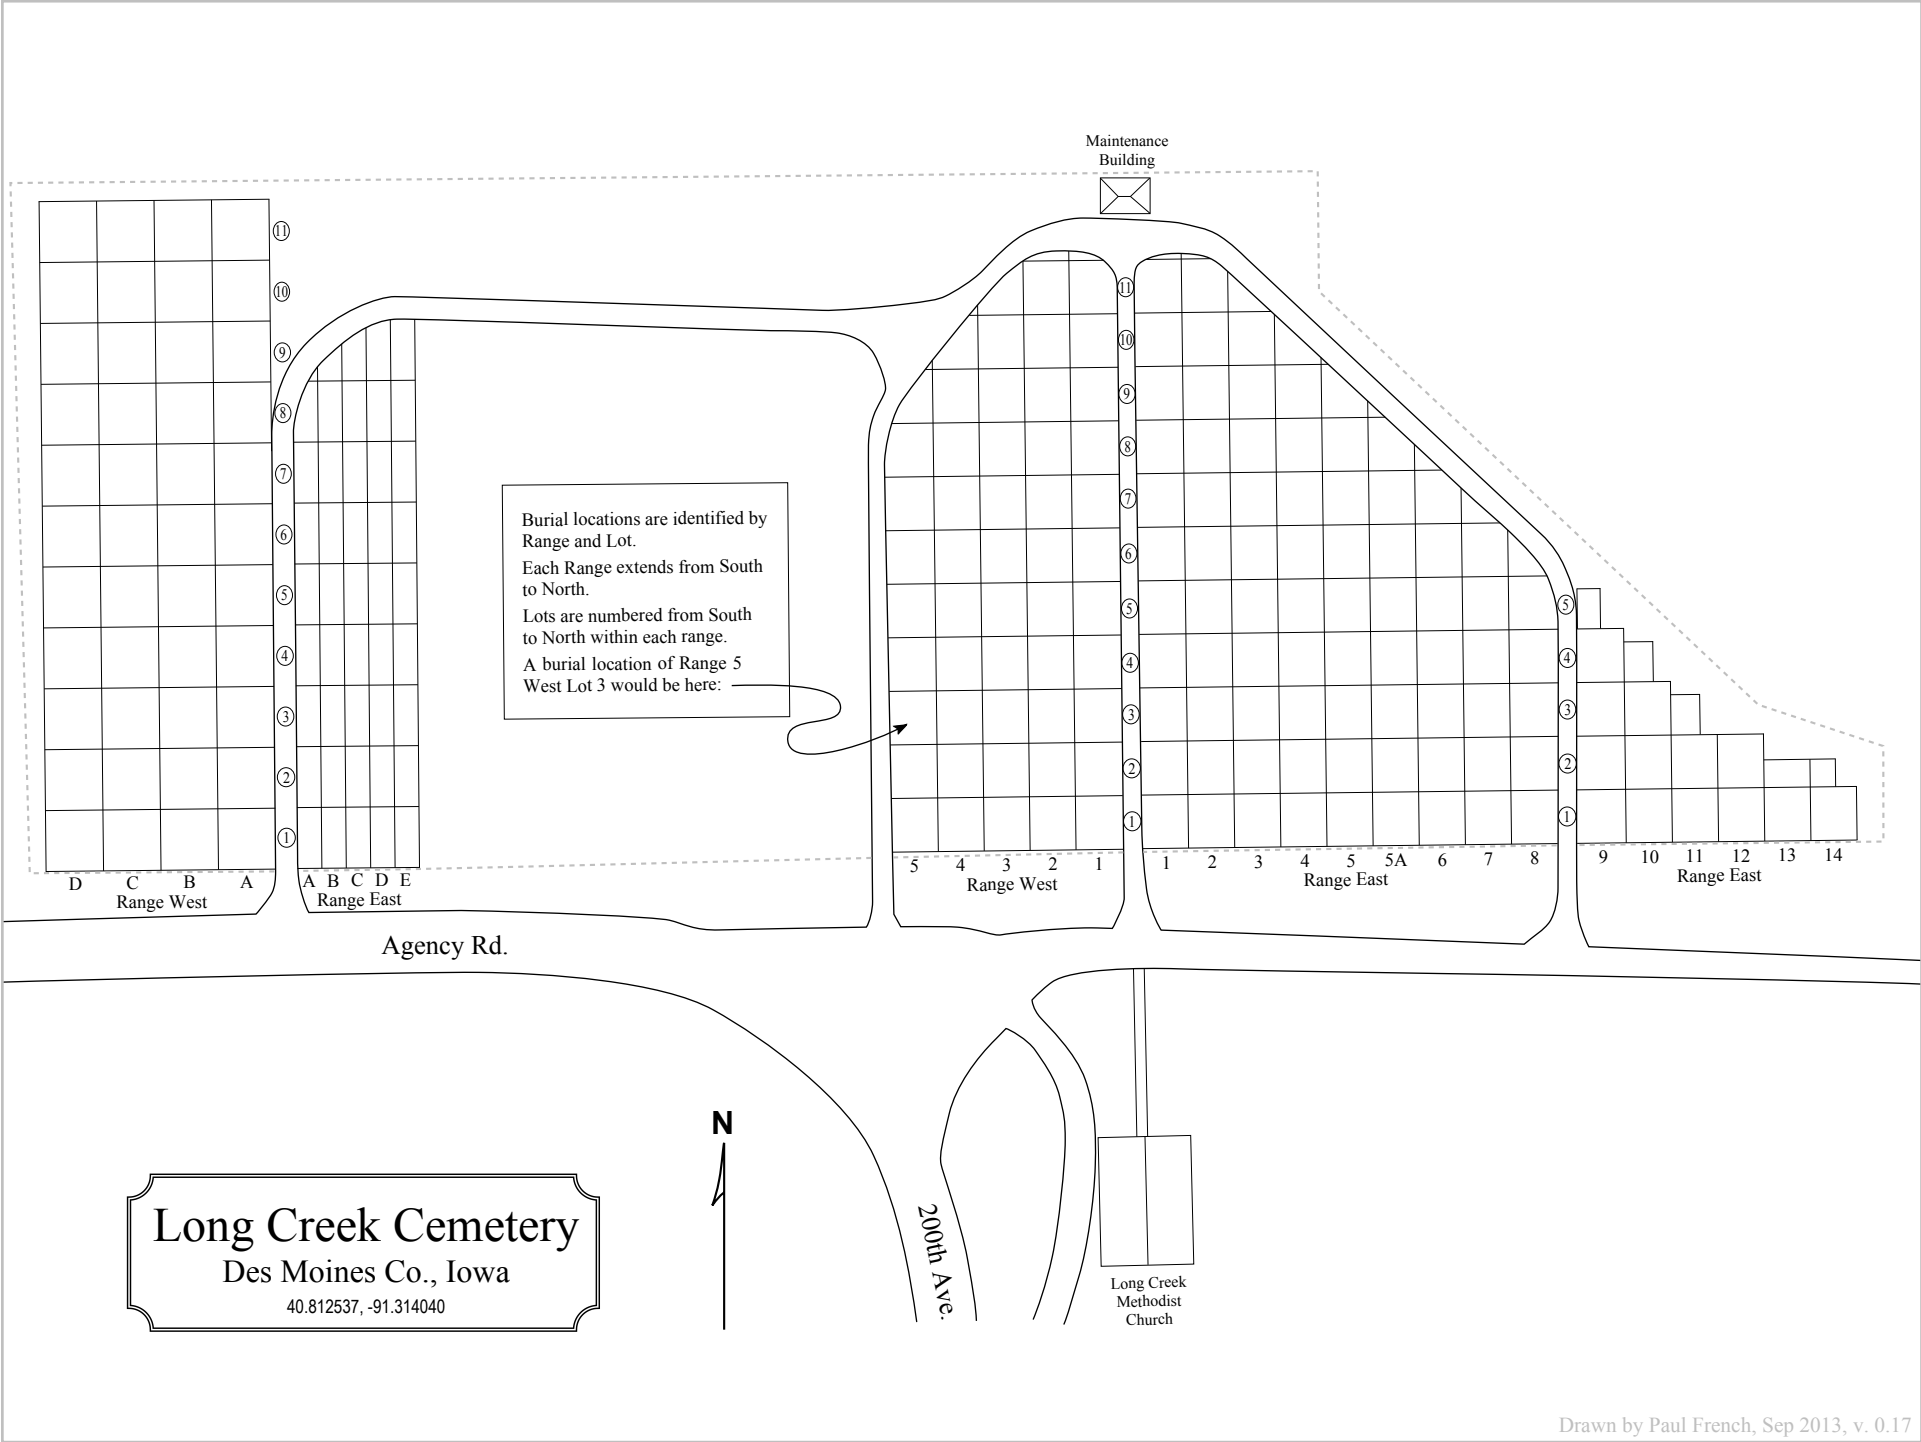 Maintenance
Building
11
10
9
8
7
6
5
4
3
2
1
11
10
9
8
7
6
5
4
3
2
1
5
4
3
2
1
Burial locations are identified by
Range and Lot.
Each Range extends from South
to North.
Lots are numbered from South
to North within each range.
A burial location of Range 5
West Lot 3 would be here:
D C B A
Range West
A B C D E
Range East
5 4 3 2 1
Range West
1 2 3 4 5 5A 6 7 8
Range East
9 10 11 12 13 14
Range East
Agency Rd.
N
200th Ave.
Long Creek Cemetery
Des Moines Co., Iowa
40.812537, -91.314040
Long Creek
Methodist
Church
Drawn by Paul French, Sep 2013, v. 0.17